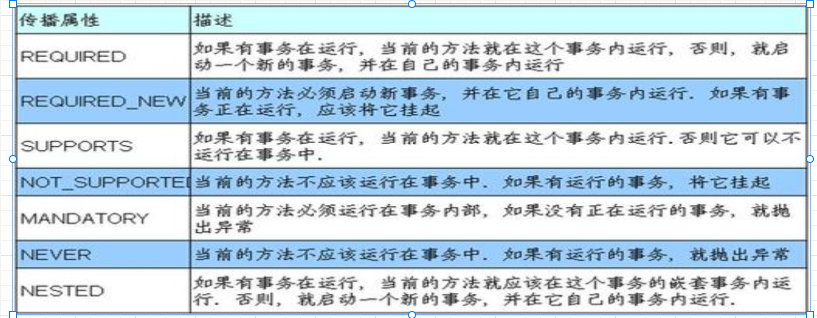 传播属性 描述
REQUIRED 如果有事务在运行, 当前的方法就在这个事务内运行, 否则, 就启
动一个新的事务, 并在自己的事务内运行
REQUIRED_NEW 当前的方法必须启动新事务, 并在它自己的事务内运行. 如果有事
务正在运行, 应该将它挂起
SUPPORTS 如果有事务在运行, 当前的方法就在这个事务内运行. 否则它可以不
运行在事务中.
NOT_SUPPORTE 当前的方法不应该运行在事务中. 如果有运行的事务, 将它挂起
MANDATORY 当前的方法必须运行在事务内部, 如果没有正在运行的事务, 就抛
出异常
NEVER 当前的方法不应该运行在事务中. 如果有运行的事务, 就抛出异常
NESTED 如果有事务在运行, 当前的方法就应该在这个事务的嵌套事务内运
行. 否则, 就启动一个新的事务, 并在它自己的事务内运行.